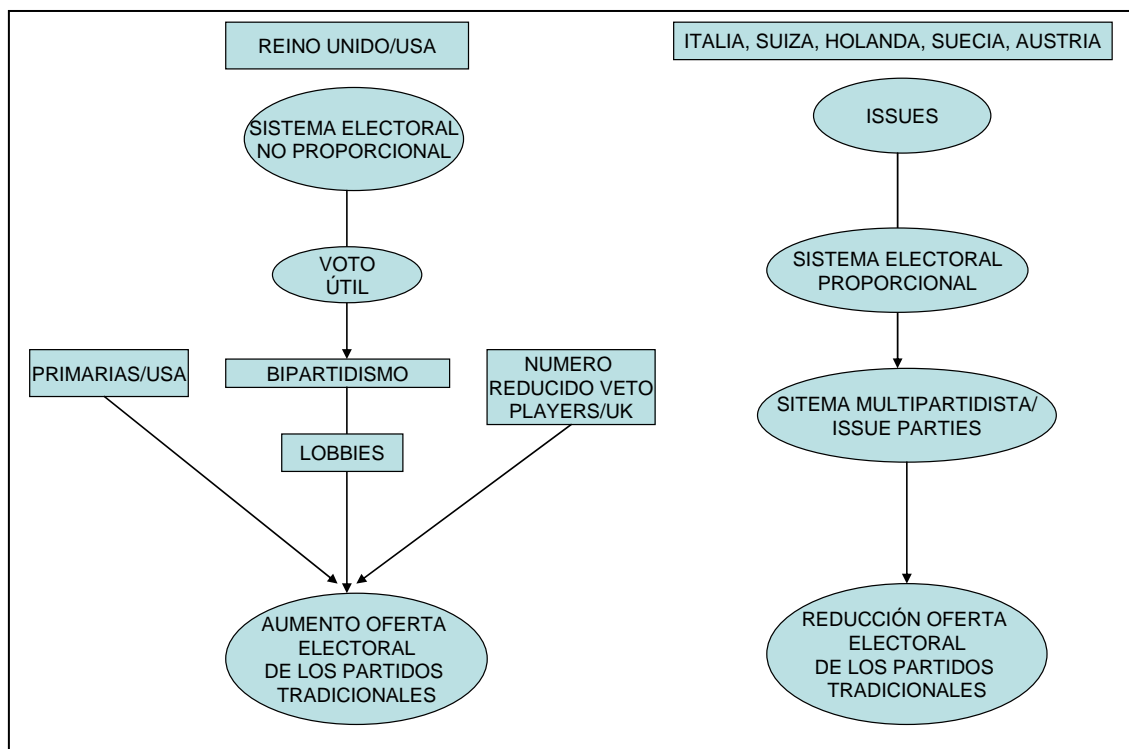 REINO UNIDO/USA
SISTEMA ELECTORAL
NO PROPORCIONAL
VOTO
ÚTIL
PRIMARIAS/USA
BIPARTIDISMO
NUMERO
REDUCIDO VETO
PLAYERS/UK
LOBBIES
AUMENTO OFERTA
ELECTORAL
DE LOS PARTIDOS
TRADICIONALES
ITALIA, SUIZA, HOLANDA, SUECIA, AUSTRIA
ISSUES
SISTEMA ELECTORAL
PROPORCIONAL
SITEMA MULTIPARTIDISTA/
ISSUE PARTIES
REDUCCIÓN OFERTA
ELECTORAL
DE LOS PARTIDOS
TRADICIONALES